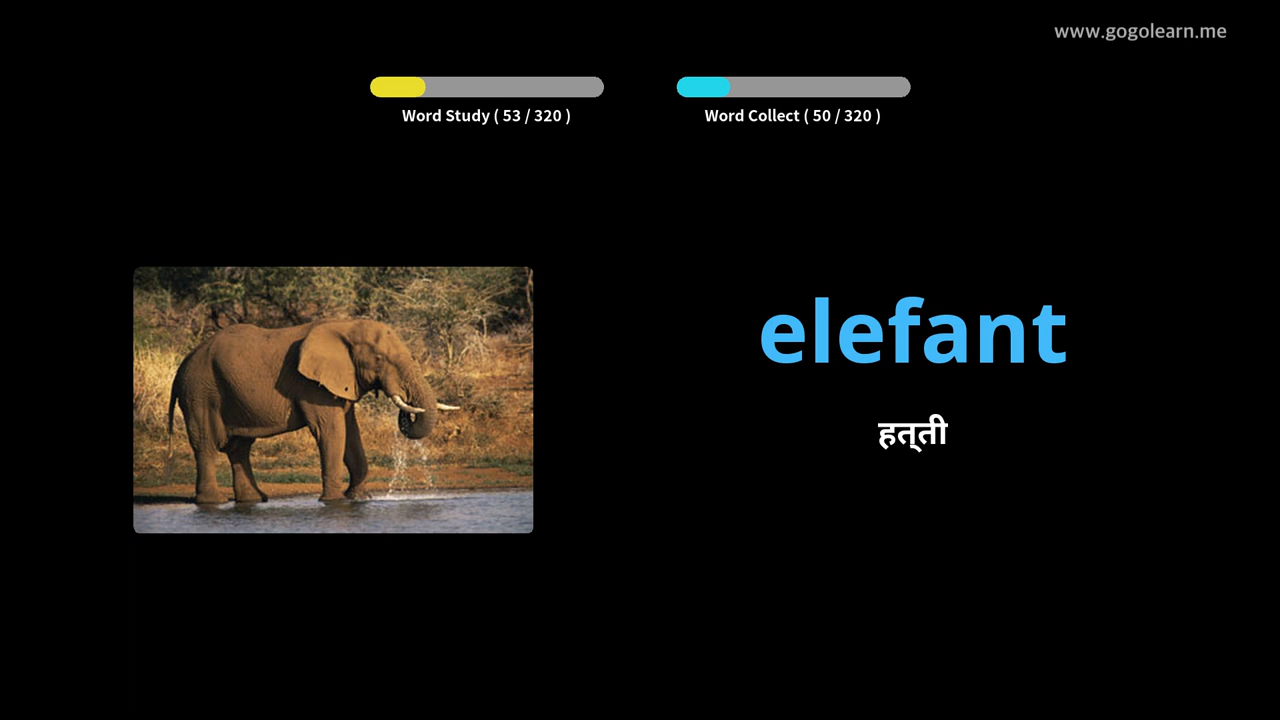 www.gogolearn.me
Word Study ( 53 / 320 )
Word Collect ( 50 / 320 )
elefant
हत्ती